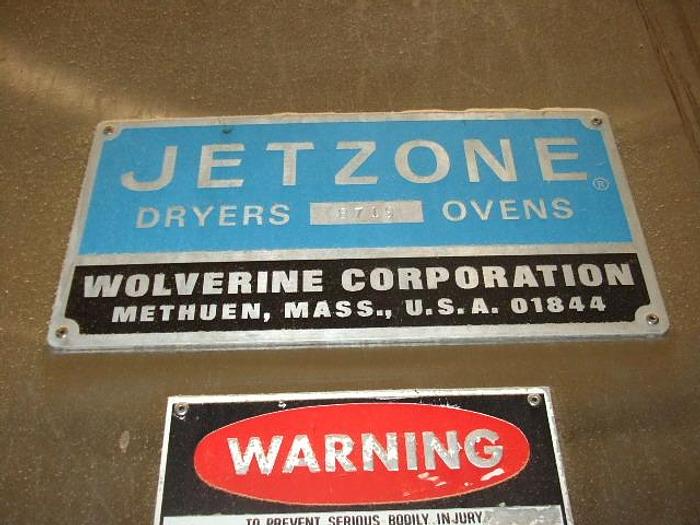 JETZONE®
DRYERS OVENS
WOLVERINE CORPORATION
METHUEN, MASS., U.S.A. 01844
WARNING
TO PREVENT SERIOUS BODILY INJURY